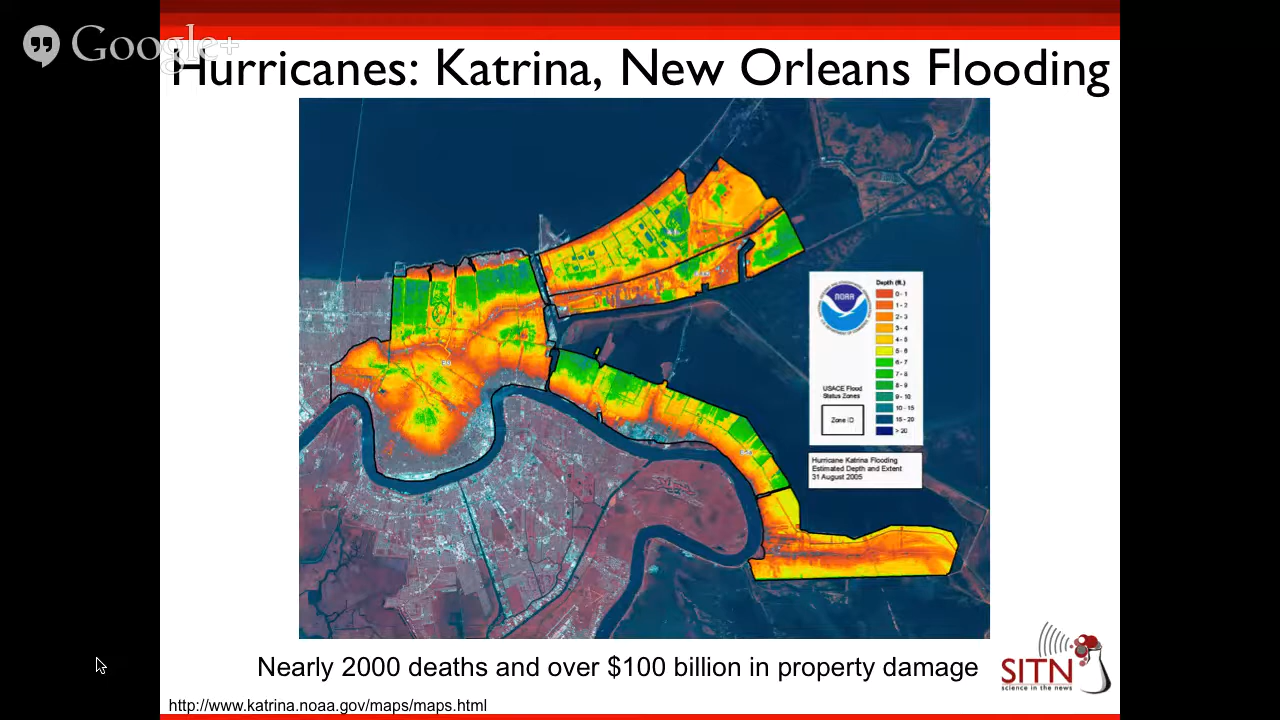 Google+
Hurricanes: Katrina, New Orleans Flooding
NOAA
Depth (ft.)
0 - 1
1 - 2
2 - 3
3 - 4
4 - 5
5 - 6
6 - 7
7 - 8
8 - 9
9 - 10
10 - 15
15 - 20
> 20
USACE Flood
Status Zones
Zone ID
Hurricane Katrina Flooding
Estimated Depth and Extent
31 August 2005
Nearly 2000 deaths and over $100 billion in property damage
SITN
science in the news
http://www.katrina.noaa.gov/maps/maps.html